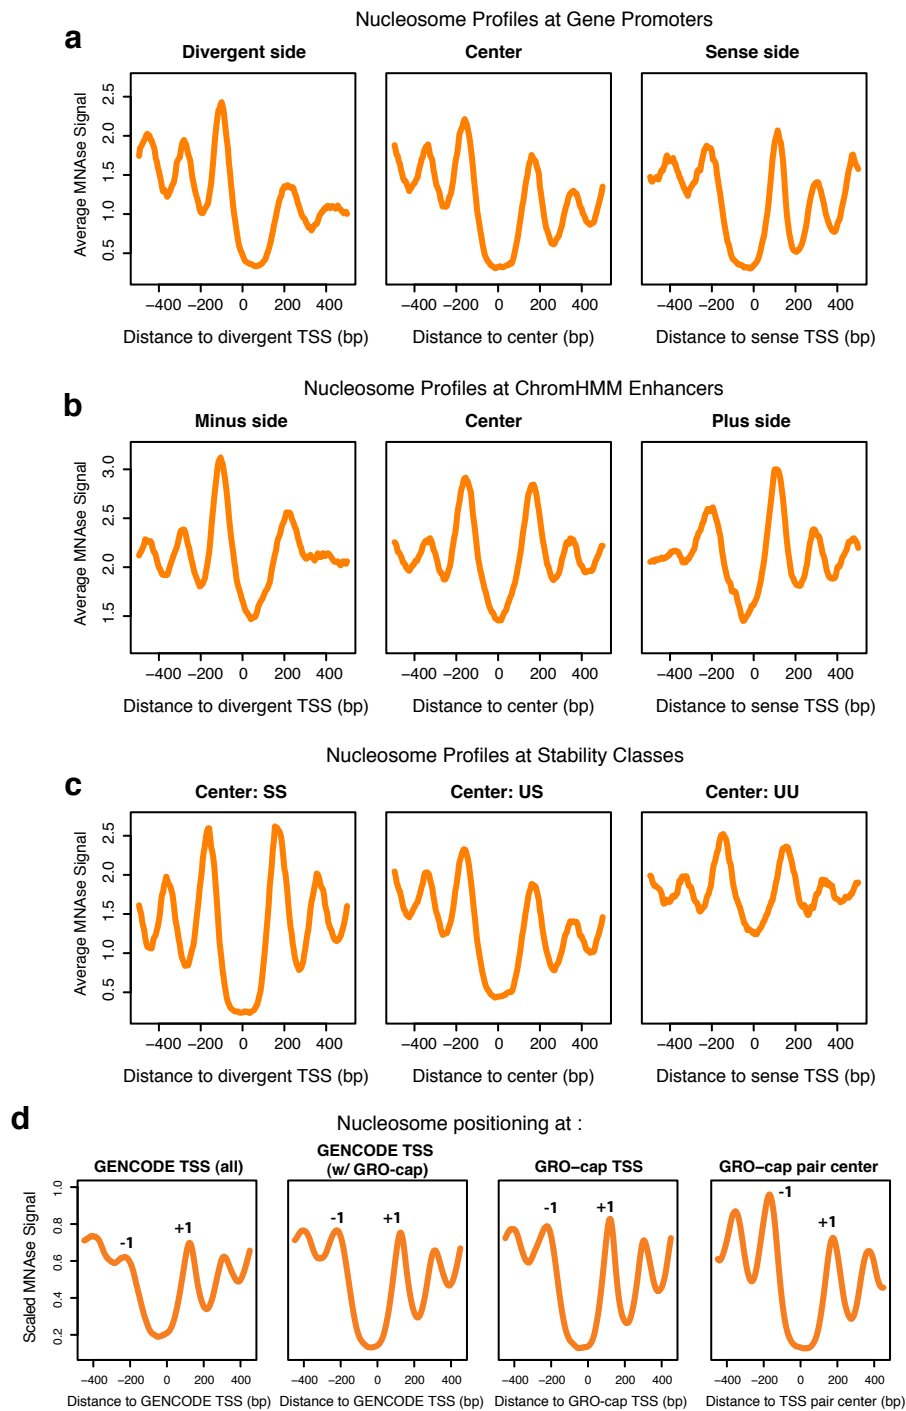 Nucleosome Profiles at Gene Promoters
a
Divergent side
Center
Sense side
Average MNAse Signal
0.5 1.0 1.5 2.0 2.5
−400 −200 0 200 400
−400 −200 0 200 400
−400 −200 0 200 400
Distance to divergent TSS (bp)
Distance to center (bp)
Distance to sense TSS (bp)
Nucleosome Profiles at ChromHMM Enhancers
b
Minus side
Center
Plus side
Average MNAse Signal
1.5 2.0 2.5 3.0
−400 −200 0 200 400
−400 −200 0 200 400
−400 −200 0 200 400
Distance to divergent TSS (bp)
Distance to center (bp)
Distance to sense TSS (bp)
Nucleosome Profiles at Stability Classes
c
Center: SS
Center: US
Center: UU
Average MNAse Signal
0.5 1.0 1.5 2.0 2.5
−400 −200 0 200 400
−400 −200 0 200 400
−400 −200 0 200 400
Distance to divergent TSS (bp)
Distance to center (bp)
Distance to sense TSS (bp)
d
Nucleosome positioning at :
GENCODE TSS (all)
GENCODE TSS
(w/ GRO-cap)
GRO−cap TSS
GRO−cap pair center
Scaled MNAse Signal
0.2 0.4 0.6 0.8 1.0
-1
+1
-1
+1
-1
+1
-1
+1
−400 −200 0 200 400
−400 −200 0 200 400
−400 −200 0 200 400
−400 −200 0 200 400
Distance to GENCODE TSS (bp)
Distance to GENCODE TSS (bp)
Distance to GRO−cap TSS (bp)
Distance to TSS pair center (bp)